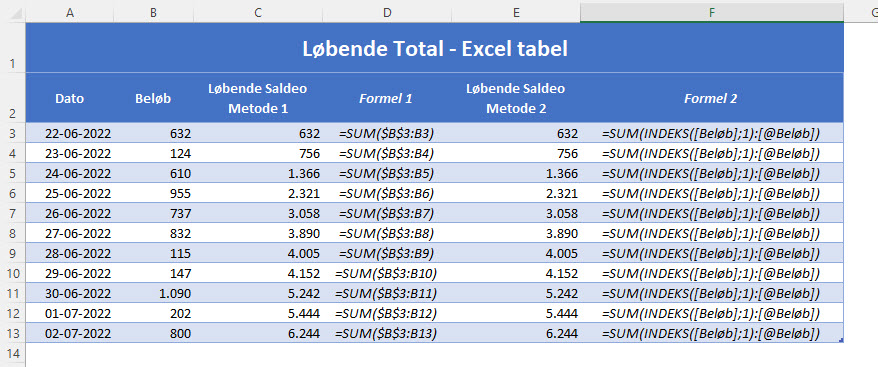 A B C D E F G
1 Løbende Total - Excel tabel
2 Dato Beløb Løbende Saldeo Metode 1 Formel 1 Løbende Saldeo Metode 2 Formel 2
3 22-06-2022 632 632 =SUM($B$3:B3) 632 =SUM(INDEKS([Beløb];1):[@Beløb])
4 23-06-2022 124 756 =SUM($B$3:B4) 756 =SUM(INDEKS([Beløb];1):[@Beløb])
5 24-06-2022 610 1.366 =SUM($B$3:B5) 1.366 =SUM(INDEKS([Beløb];1):[@Beløb])
6 25-06-2022 955 2.321 =SUM($B$3:B6) 2.321 =SUM(INDEKS([Beløb];1):[@Beløb])
7 26-06-2022 737 3.058 =SUM($B$3:B7) 3.058 =SUM(INDEKS([Beløb];1):[@Beløb])
8 27-06-2022 832 3.890 =SUM($B$3:B8) 3.890 =SUM(INDEKS([Beløb];1):[@Beløb])
9 28-06-2022 115 4.005 =SUM($B$3:B9) 4.005 =SUM(INDEKS([Beløb];1):[@Beløb])
10 29-06-2022 147 4.152 =SUM($B$3:B10) 4.152 =SUM(INDEKS([Beløb];1):[@Beløb])
11 30-06-2022 1.090 5.242 =SUM($B$3:B11) 5.242 =SUM(INDEKS([Beløb];1):[@Beløb])
12 01-07-2022 202 5.444 =SUM($B$3:B12) 5.444 =SUM(INDEKS([Beløb];1):[@Beløb])
13 02-07-2022 800 6.244 =SUM($B$3:B13) 6.244 =SUM(INDEKS([Beløb];1):[@Beløb])
14